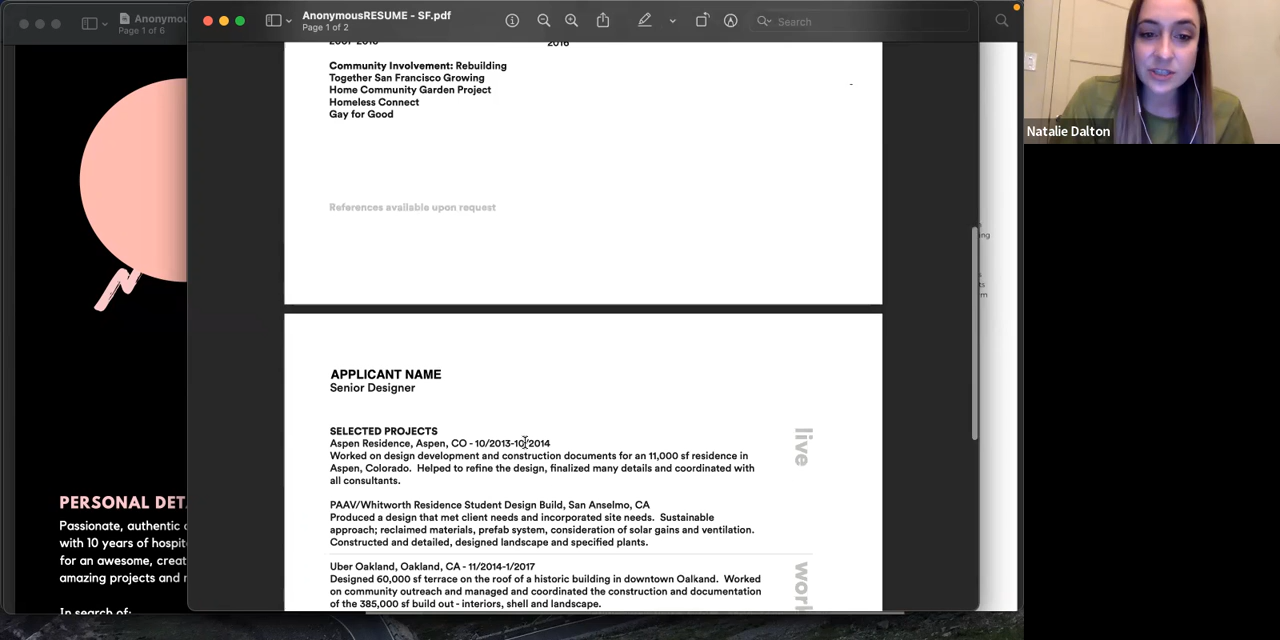 Anonymou
Page 1 of 6
AnonymousRESUME - SF.pdf
Page 1 of 2
Search
2016
Community Involvement: Rebuilding
Together San Francisco Growing
Home Community Garden Project
Homeless Connect
Gay for Good
References available upon request
APPLICANT NAME
Senior Designer
SELECTED PROJECTS
Aspen Residence, Aspen, CO - 10/2013-10/2014
Worked on design development and construction documents for an 11,000 sf residence in
Aspen, Colorado. Helped to refine the design, finalized many details and coordinated with
all consultants.
live
PAAV/Whitworth Residence Student Design Build, San Anselmo, CA
Produced a design that met client needs and incorporated site needs. Sustainable
approach; reclaimed materials, prefab system, consideration of solar gains and ventilation.
Constructed and detailed, designed landscape and specified plants.
Uber Oakland, Oakland, CA - 11/2014-1/2017
Designed 60,000 sf terrace on the roof of a historic building in downtown Oalkand. Worked
on community outreach and managed and coordinated the construction and documentation
of the 385,000 sf build out - interiors, shell and landscape.
work
PERSONAL DET
Passionate, authentic
with 10 years of hospit
for an awesome, creat
amazing projects and
In search of:
ing
ts
m
Natalie Dalton